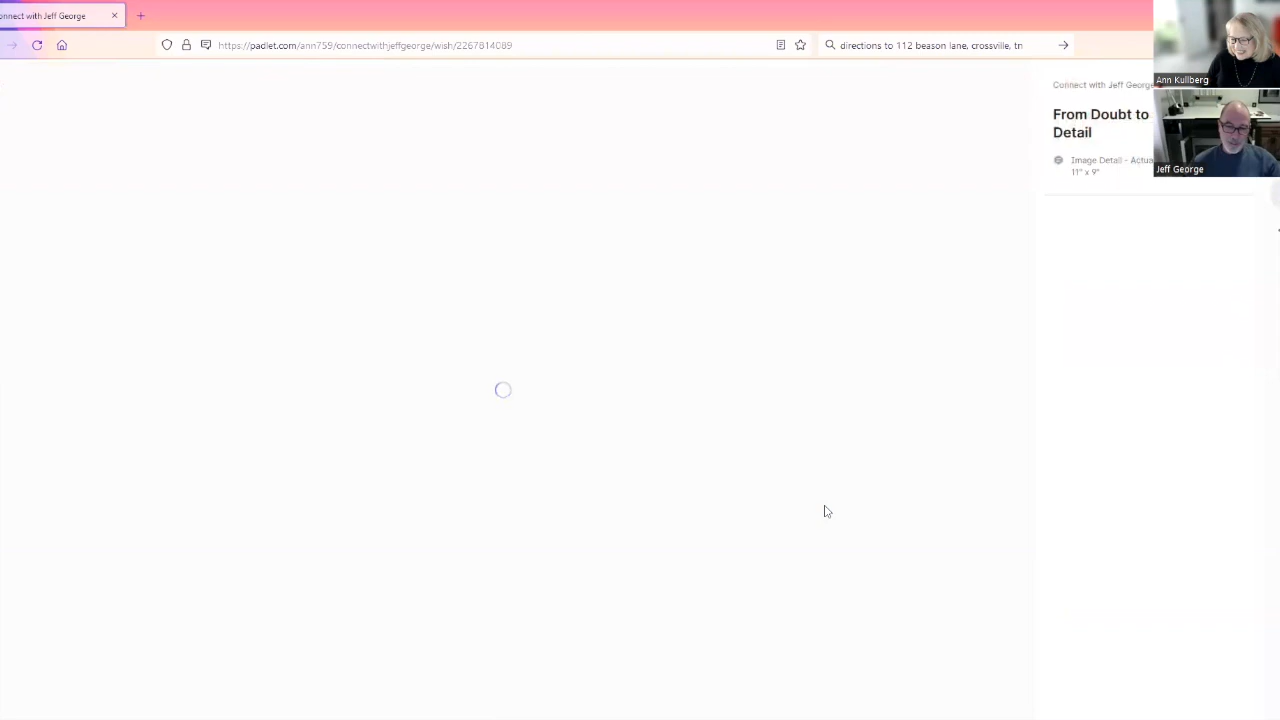 onnect with Jeff George
https://padlet.com/ann759/connectwithjeffgeorge/wish/2267814089
directions to 112 beason lane, crossville, tn
Ann Kullberg
Connect with Jeff George
From Doubt to
Detail
Image Detail - Actua
11" x 9"
Jeff George